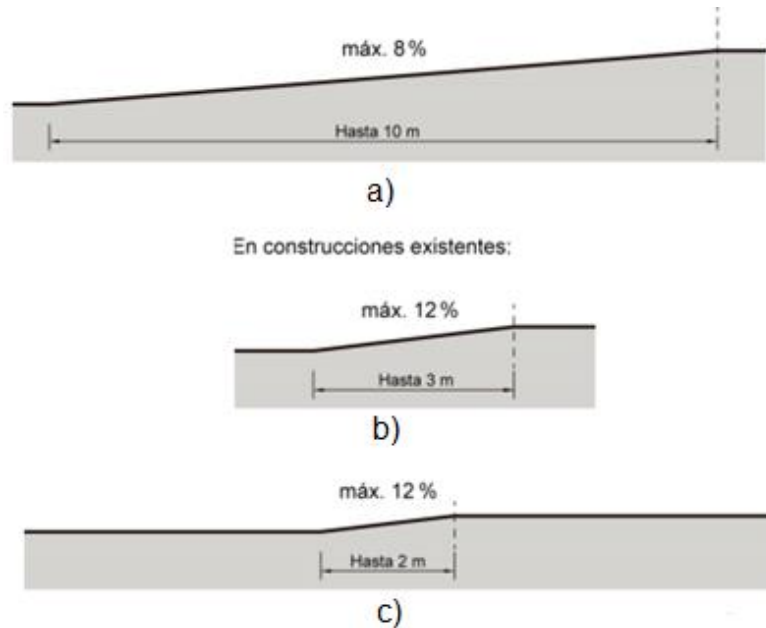 máx. 8 %
Hasta 10 m
a)
En construcciones existentes:
máx. 12 %
Hasta 3 m
b)
máx. 12 %
Hasta 2 m
c)